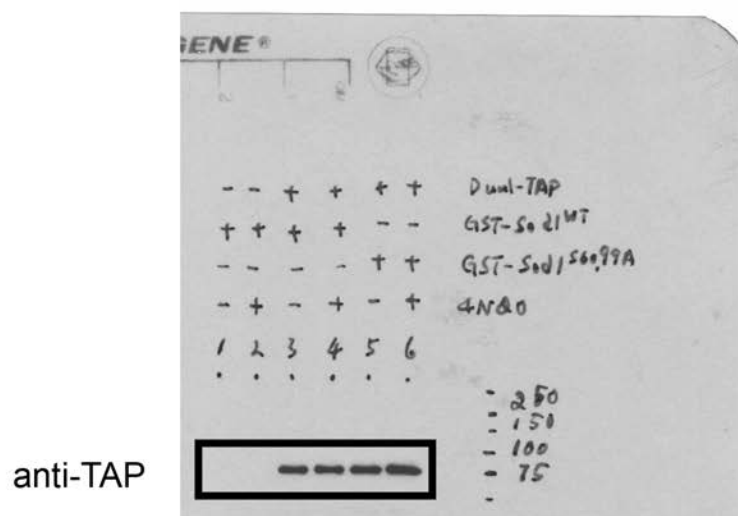 GENE®
- - + + + + Dun1-TAP
+ + + + - - GST-Sod1WT
- - - - + + GST-Sod1S60,99A
- + - + - + 4NQO
1 2 3 4 5 6
. . . . . .
- 250
- 150
- 100
- 75
-
anti-TAP